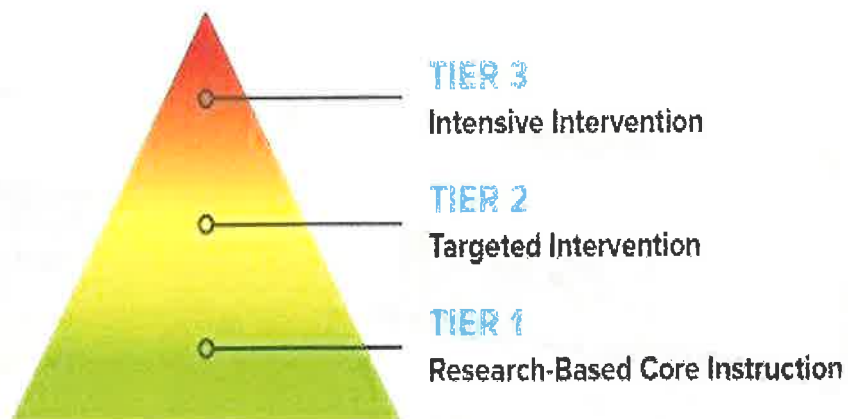 TIER 3
Intensive Intervention
TIER 2
Targeted Intervention
TIER 1
Research-Based Core Instruction